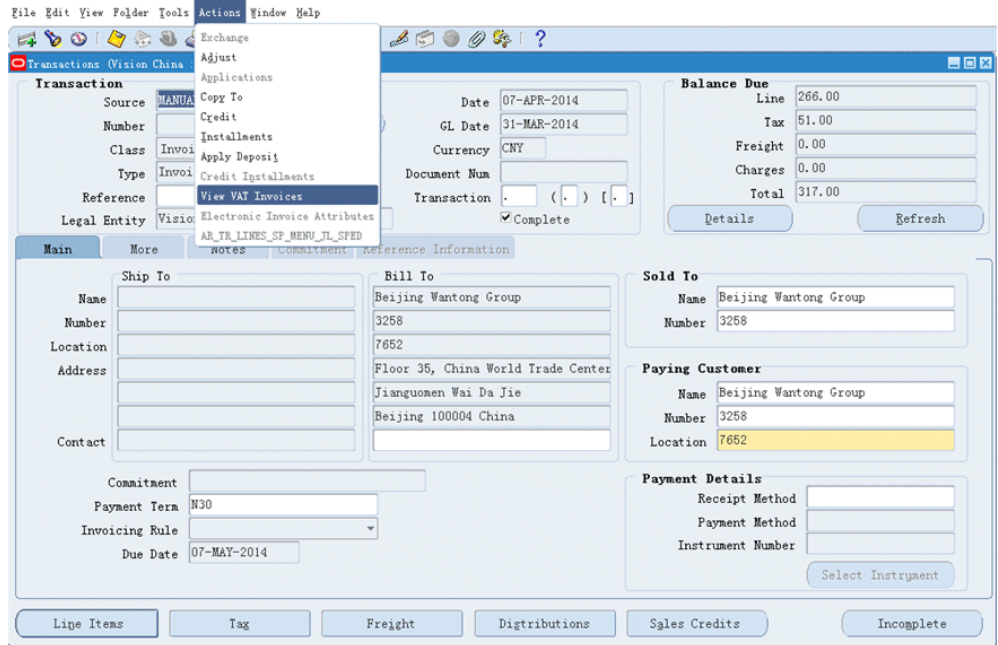 File Edit View Folder Tools Actions Window Help
Transactions (Vision China :
Exchange
Adjust
Applications
Copy To
Credit
Installments
Apply Deposit
Credit Installments
View VAT Invoices
Electronic Invoice Attributes
AR_TR_LINES_SP_MENU_JL_SPED
Transaction
Source MANUA
Number
Class Invoi
Type Invoi
Reference
Legal Entity Visio
Date 07-APR-2014
GL Date 31-MAR-2014
Currency CNY
Document Num
Transaction . ( . ) [ . ]
Complete
Balance Due
Line 266.00
Tax 51.00
Freight 0.00
Charges 0.00
Total 317.00
Details Refresh
Main More Notes Commitment Reference Information
Ship To
Name
Number
Location
Address
Contact
Bill To
Beijing Wantong Group
3258
7652
Floor 35, China World Trade Center
Jianguomen Wai Da Jie
Beijing 100004 China
Sold To
Name Beijing Wantong Group
Number 3258
Paying Customer
Name Beijing Wantong Group
Number 3258
Location 7652
Commitment
Payment Term N30
Invoicing Rule
Due Date 07-MAY-2014
Payment Details
Receipt Method
Payment Method
Instrument Number
Select Instrument
Line Items Tax Freight Distributions Sales Credits Incomplete